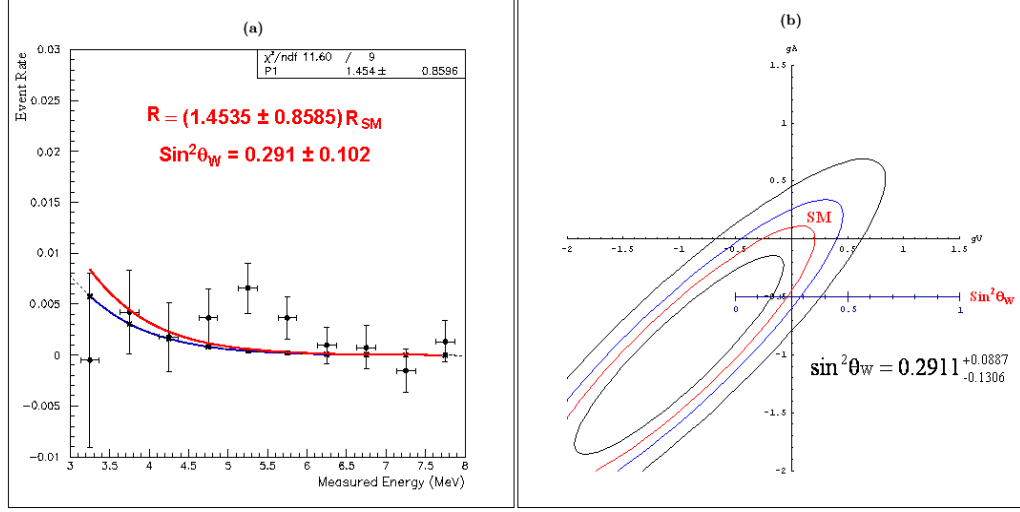 (a)
Event Rate
0.03
0.025
0.02
0.015
0.01
0.005
0
−0.005
−0.01
χ²/ndf 11.60 / 9
P1 1.454 ± 0.8596
R = (1.4535 ± 0.8585) R_SM
Sin²θ_W = 0.291 ± 0.102
3 3.5 4 4.5 5 5.5 6 6.5 7 7.5 8
Measured Energy (MeV)
(b)
gA
1.5
1
0.5
SM
-2 -1.5 -1 -0.5 0.5 1 1.5
gV
-0.5
0 1
Sin²θ_W
-1
sin²θw = 0.2911 +0.0887 -0.1306
-1.5
-2